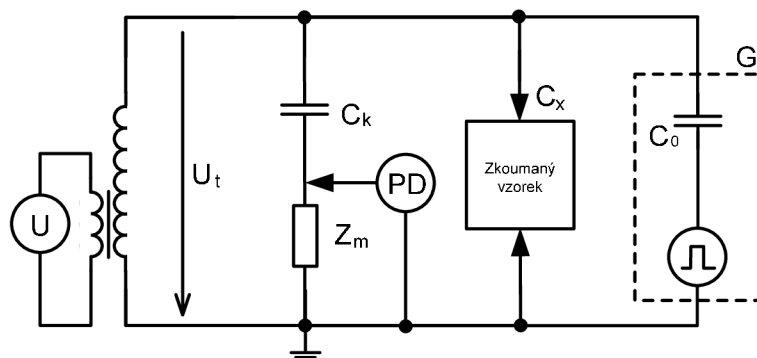 G
C₀
Cₖ
Cₓ
Uₜ
PD
Zkoumaný
vzorek
U
Zₘ